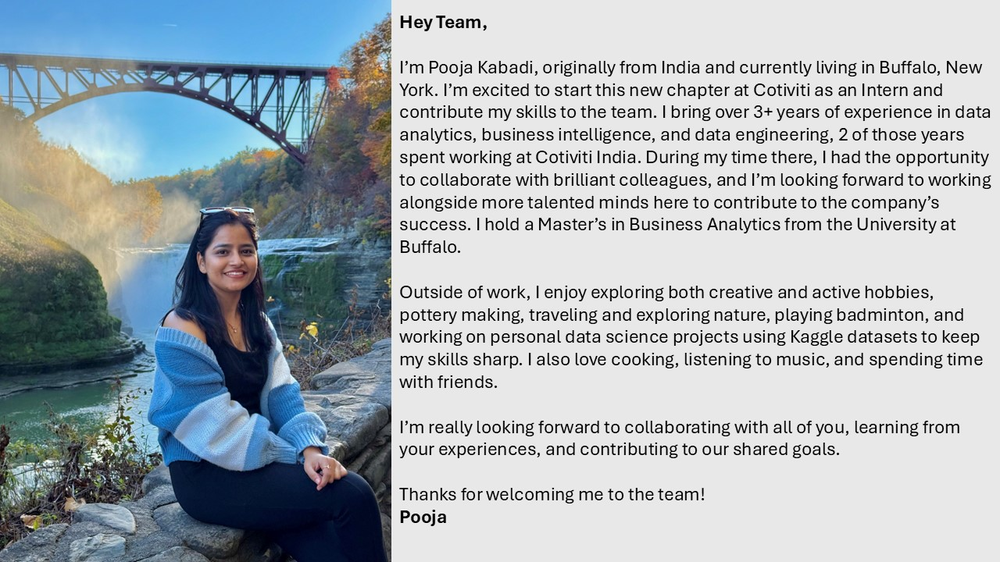 Hey Team,
I’m Pooja Kabadi, originally from India and currently living in Buffalo, New
York. I’m excited to start this new chapter at Cotiviti as an Intern and
contribute my skills to the team. I bring over 3+ years of experience in data
analytics, business intelligence, and data engineering, 2 of those years
spent working at Cotiviti India. During my time there, I had the opportunity
to collaborate with brilliant colleagues, and I’m looking forward to working
alongside more talented minds here to contribute to the company’s
success. I hold a Master’s in Business Analytics from the University at
Buffalo.
Outside of work, I enjoy exploring both creative and active hobbies,
pottery making, traveling and exploring nature, playing badminton, and
working on personal data science projects using Kaggle datasets to keep
my skills sharp. I also love cooking, listening to music, and spending time
with friends.
I’m really looking forward to collaborating with all of you, learning from
your experiences, and contributing to our shared goals.
Thanks for welcoming me to the team!
Pooja